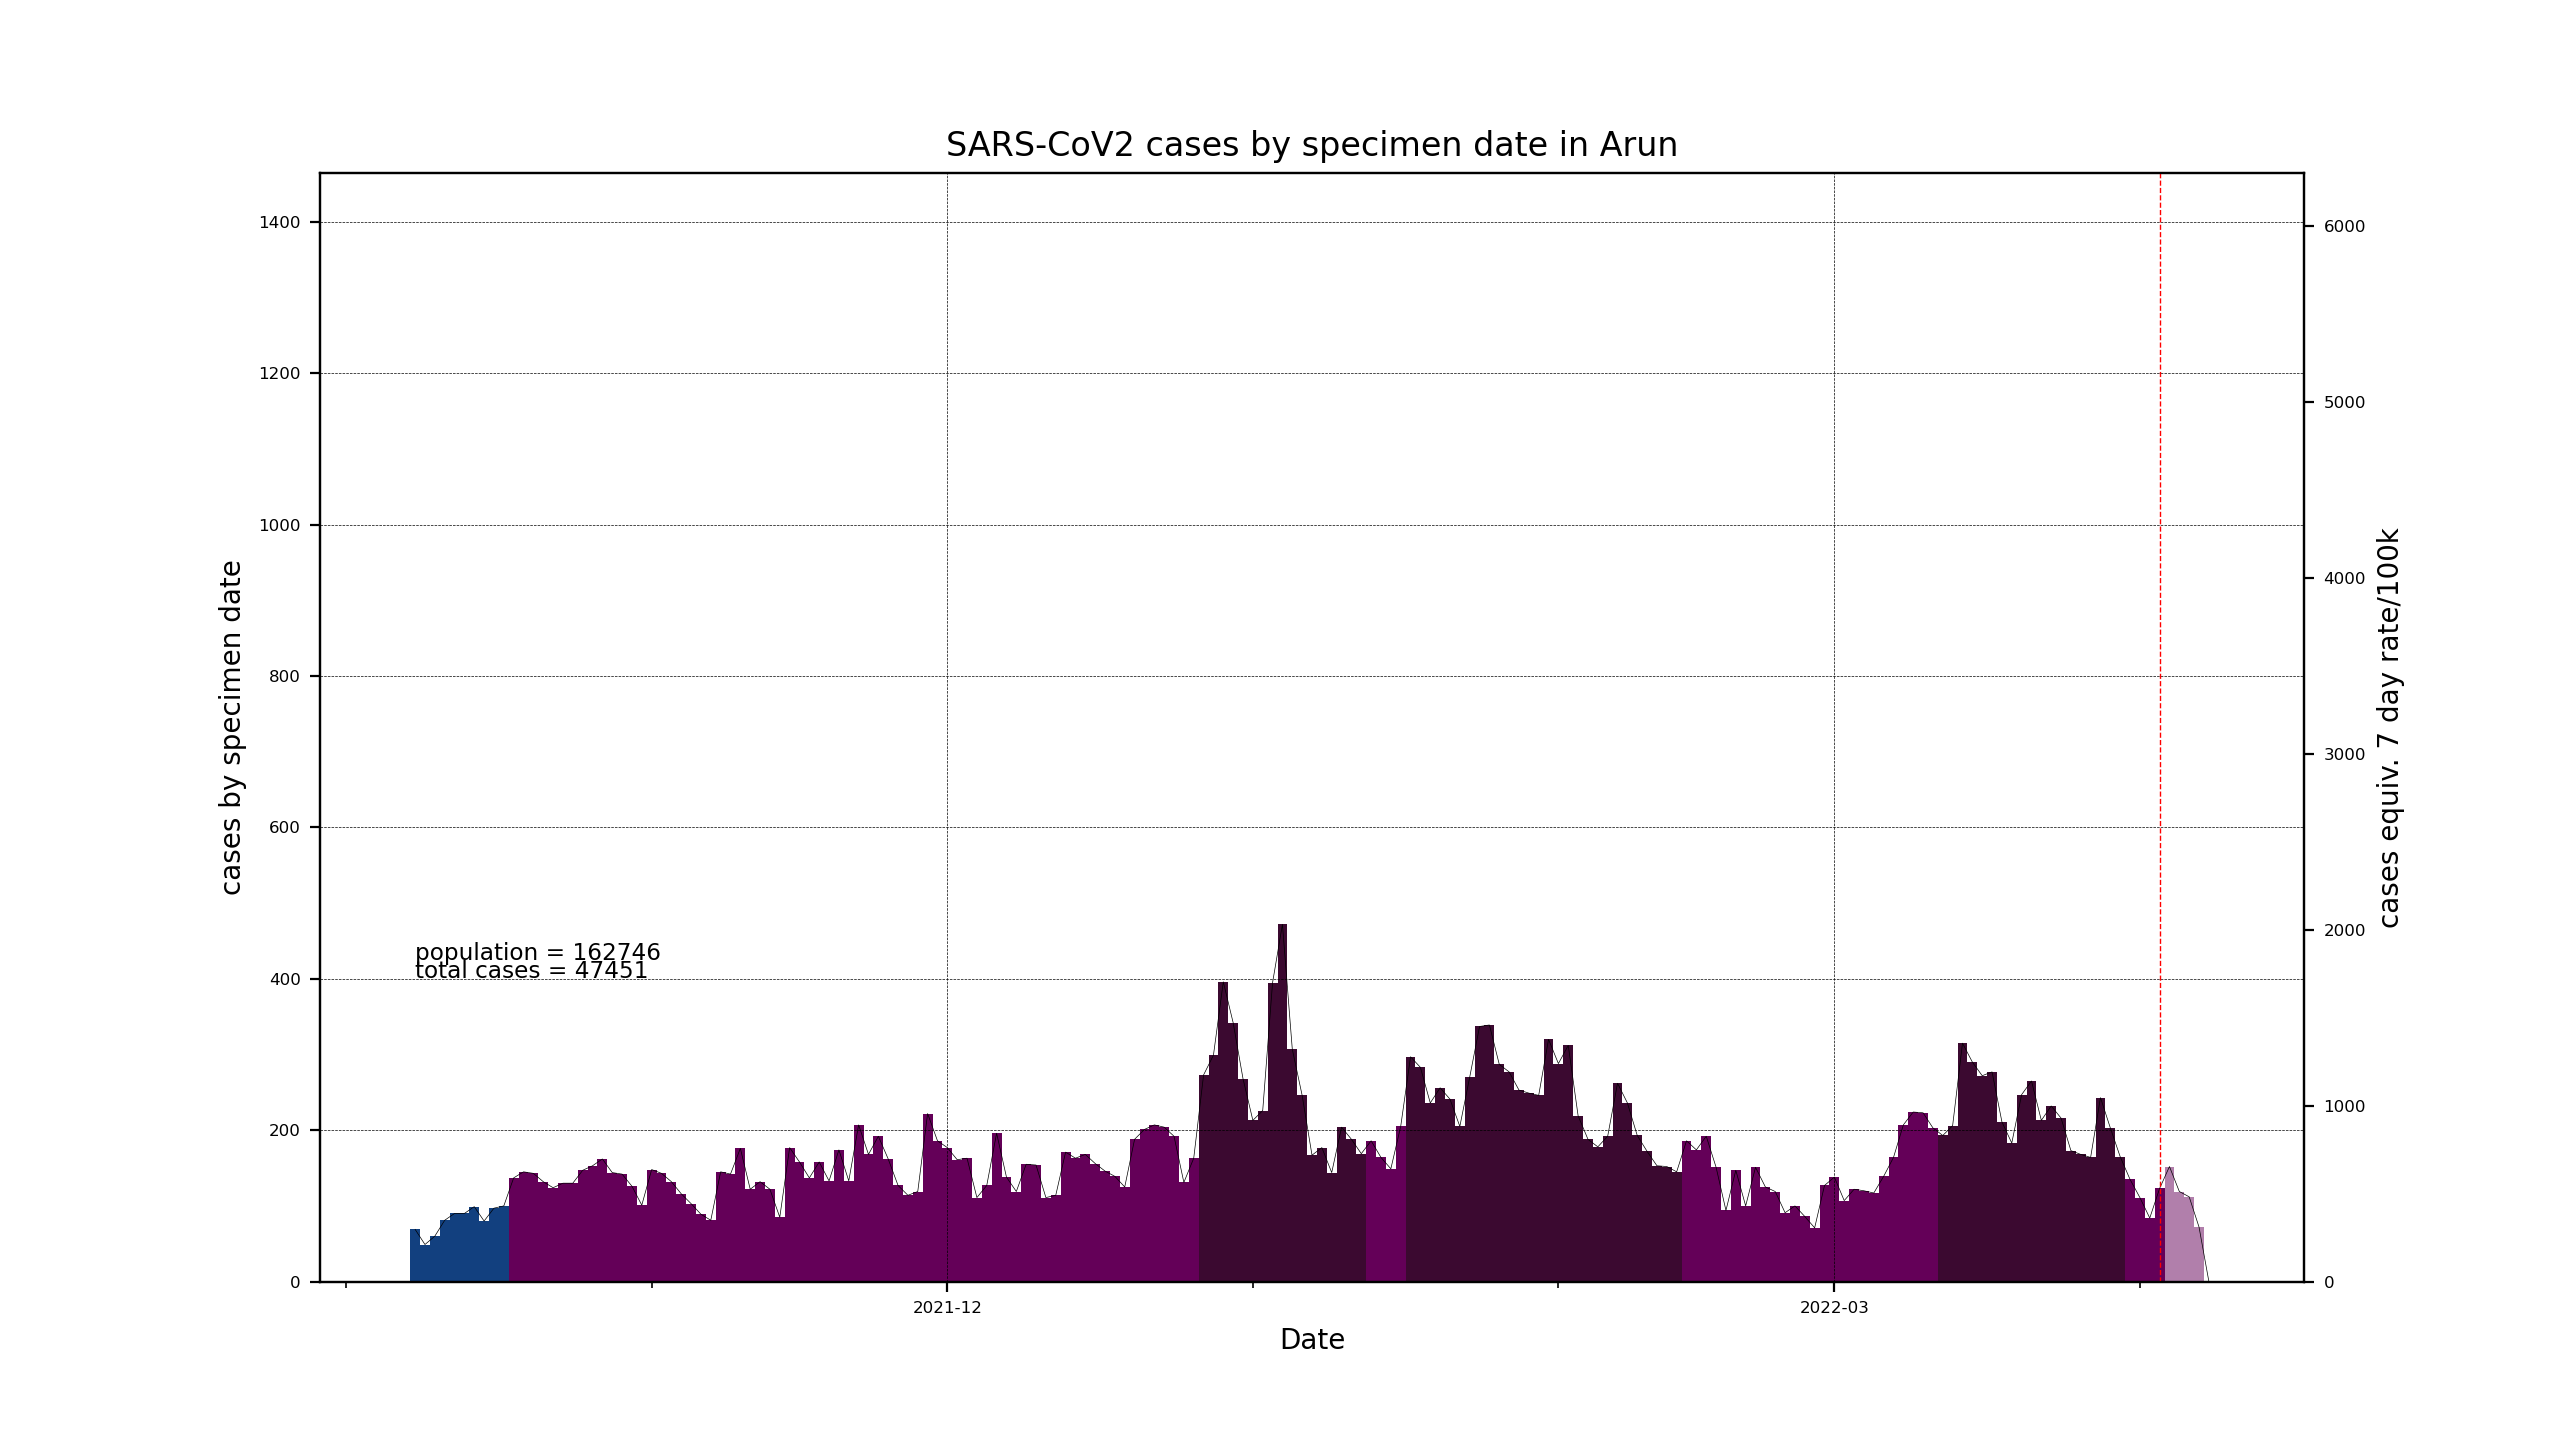 SARS-CoV2 cases by specimen date in Arun
cases by specimen date
1400
1200
1000
800
600
400
200
0
population = 162746
total cases = 47451
6000
5000
4000
3000
2000
1000
0
cases equiv. 7 day rate/100k
2021-12
2022-03
Date